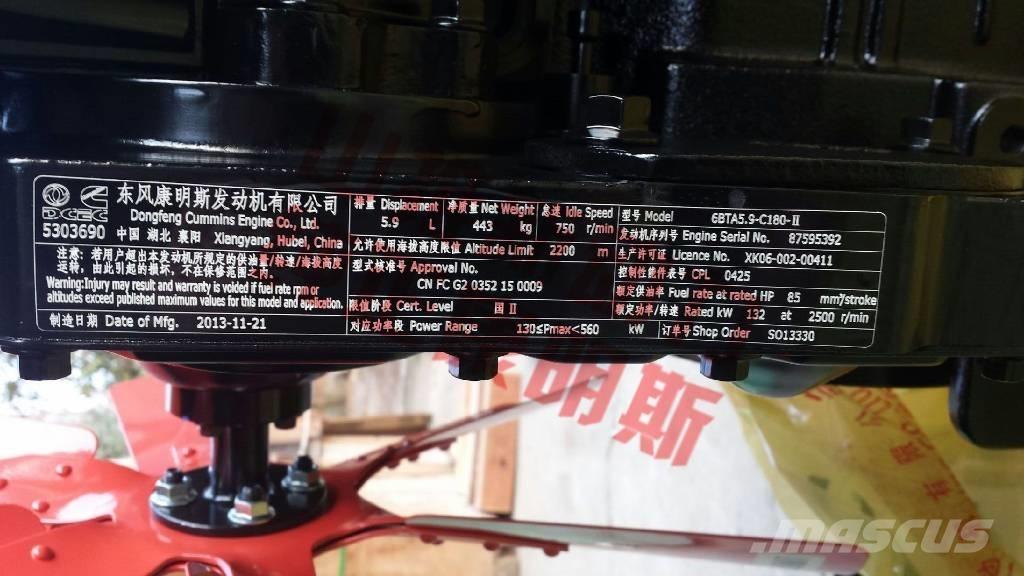 DCEC
东风康明斯发动机有限公司
Dongfeng Cummins Engine Co., Ltd.
5303690 中国 湖北 襄阳 Xiangyang, Hubei, China
注意: 若用户超出本发动机所规定的供油量/转速/海拔高度
运转, 由此引起的损坏, 不在保修范围之内.
Warning:Injury may result and warranty is voided if fuel rate rpm or
altitudes exceed published maximum values for this model and application.
制造日期 Date of Mfg. 2013-11-21
排量 Displacement
5.9 L
净质量 Net Weight
443 kg
怠速 Idle Speed
750 r/min
允许使用海拔高度限值 Altitude Limit 2200 m
型式核准号 Approval No.
CN FC G2 0352 15 0009
限值阶段 Cert. Level 国 II
对应功率段 Power Range 130≤Pmax<560 kW
型号 Model 6BTA5.9-C180-II
发动机序列号 Engine Serial No. 87595392
生产许可证 Licence No. XK06-002-00411
控制性能件表号 CPL 0425
额定供油率 Fuel rate at rated HP 85 mm³/stroke
额定功率/转速 Rated kW 132 at 2500 r/min
订单号 Shop Order SO13330
明斯
有限公
MASCUS